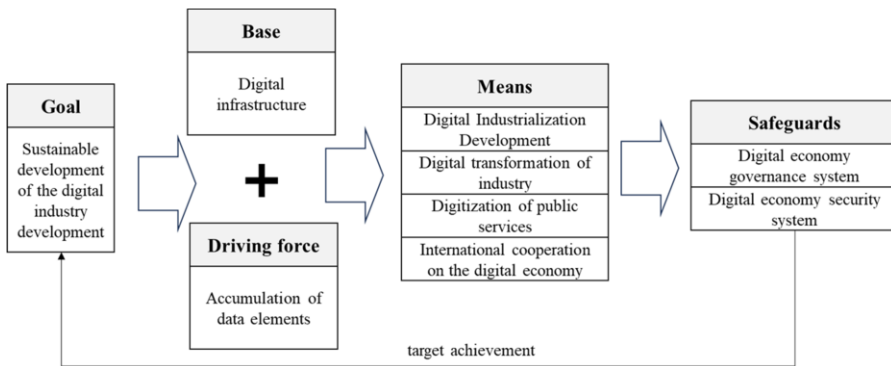 Goal
Sustainable
development
of the digital
industry
development
Base
Digital
infrastructure
+
Driving force
Accumulation of
data elements
Means
Digital Industrialization
Development
Digital transformation of
industry
Digitization of public
services
International cooperation
on the digital economy
Safeguards
Digital economy
governance system
Digital economy security
system
target achievement